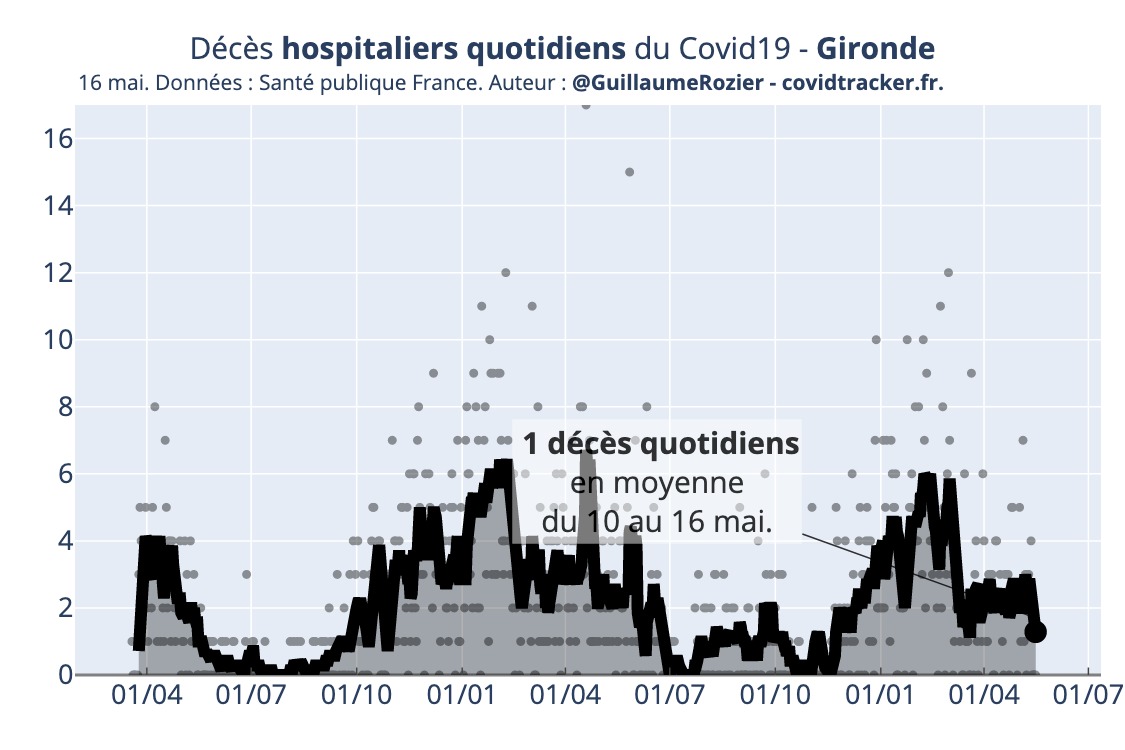 Décès hospitaliers quotidiens du Covid19 - Gironde
16 mai. Données : Santé publique France. Auteur : @GuillaumeRozier - covidtracker.fr.
16
14
12
10
8
6
4
2
0
1 décès quotidiens
en moyenne
du 10 au 16 mai.
01/04 01/07 01/10 01/01 01/04 01/07 01/10 01/01 01/04 01/07